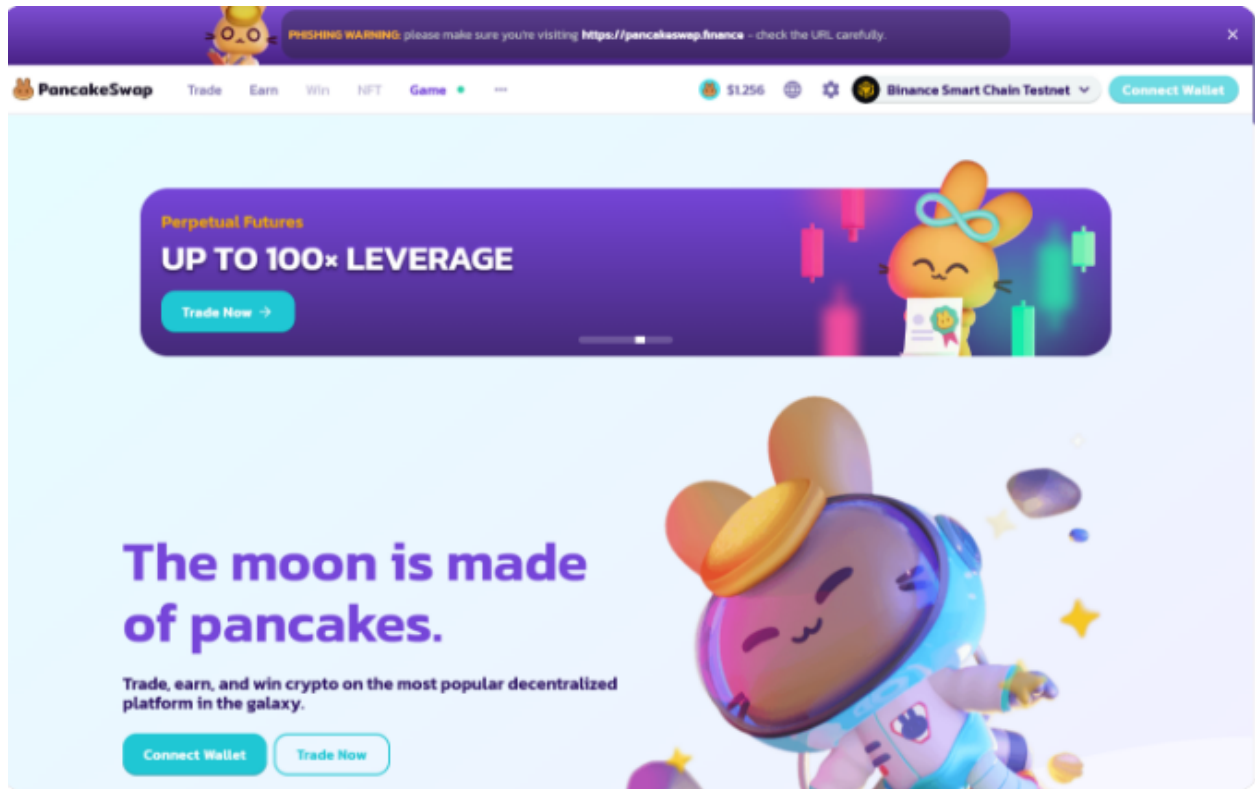 PHISHING WARNING: please make sure you're visiting https://pancakeswap.finance - check the URL carefully.
PancakeSwap Trade Earn Win NFT Game ··· $1.256 Binance Smart Chain Testnet Connect Wallet
Perpetual Futures
UP TO 100× LEVERAGE
Trade Now →
The moon is made
of pancakes.
Trade, earn, and win crypto on the most popular decentralized
platform in the galaxy.
Connect Wallet Trade Now